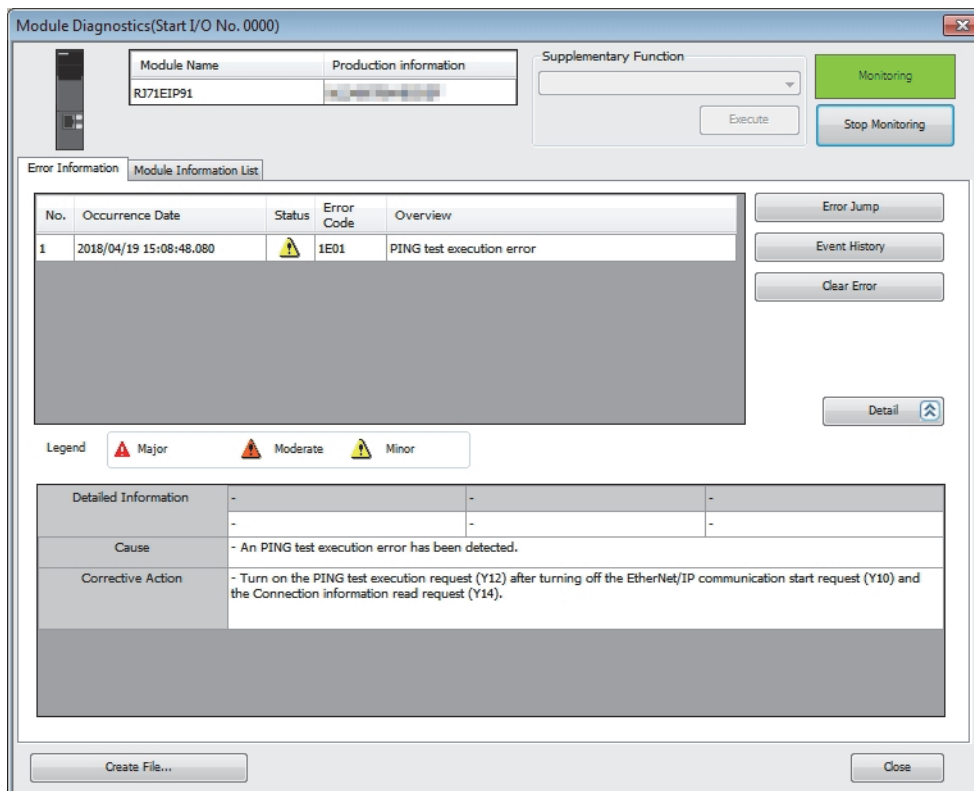 Module Diagnostics(Start I/O No. 0000)
Module Name Production information
RJ71EIP91
Supplementary Function
Execute
Monitoring
Stop Monitoring
Error Information Module Information List
No. Occurrence Date Status Error Code Overview
1 2018/04/19 15:08:48.080 1E01 PING test execution error
Error Jump
Event History
Clear Error
Detail
Legend Major Moderate Minor
Detailed Information - - -
- - -
Cause - An PING test execution error has been detected.
Corrective Action - Turn on the PING test execution request (Y12) after turning off the EtherNet/IP communication start request (Y10) and
the Connection information read request (Y14).
Create File... Close